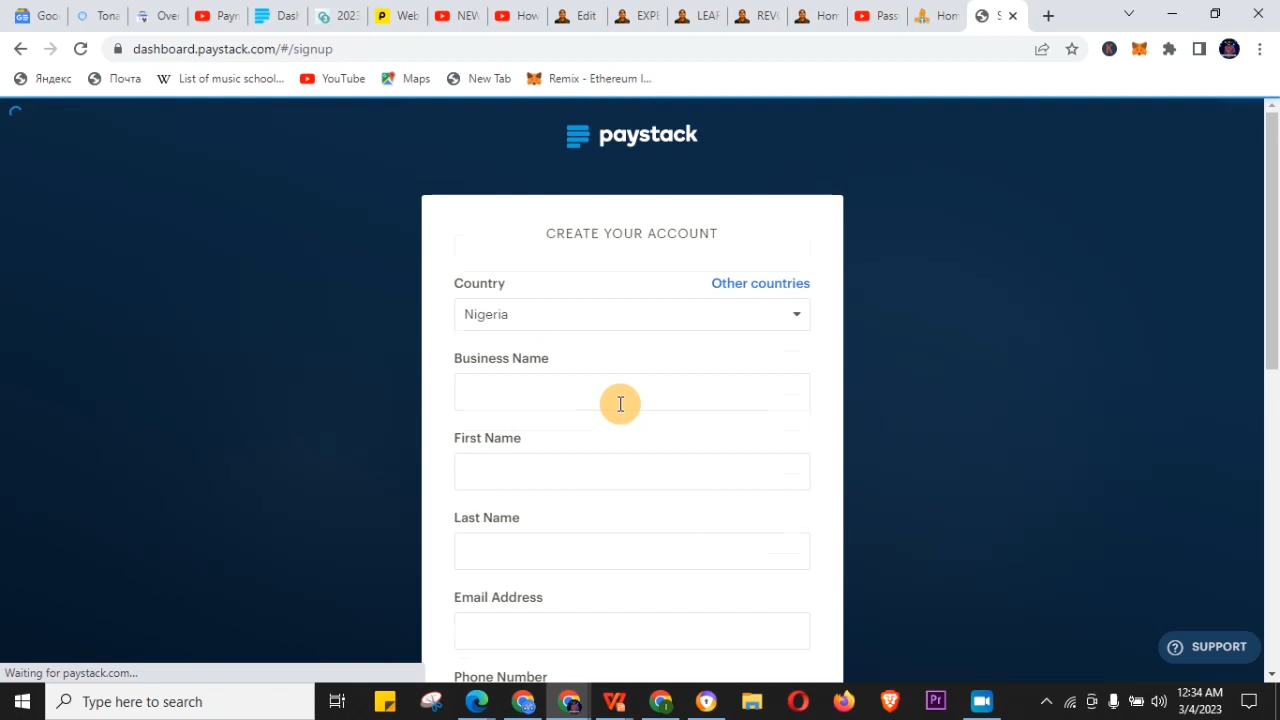 Goo
Tona
Over
Payn
Dash
2023
Web
NEW
How
Edit
EXPE
LEAR
REVO
Hom
Pass
Hom
S
dashboard.paystack.com/#/signup
Яндекс
Почта
List of music school...
YouTube
Maps
New Tab
Remix - Ethereum I...
paystack
CREATE YOUR ACCOUNT
Country
Other countries
Nigeria
Business Name
First Name
Last Name
Email Address
Phone Number
SUPPORT
Waiting for paystack.com...
Type here to search
12:34 AM
3/4/2023